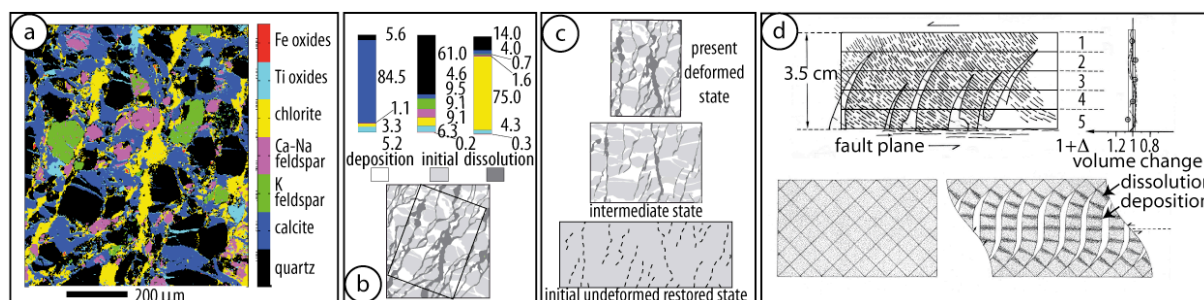 a
Fe oxides
Ti oxides
chlorite
Ca-Na
feldspar
K
feldspar
calcite
quartz
200 μm
b
5.6
84.5
1.1
3.3
5.2
61.0
4.6
9.5
9.1
9.1
6.3
0.2
14.0
4.0
0.7
1.6
75.0
4.3
0.3
deposition
initial
dissolution
c
present
deformed
state
intermediate state
initial undeformed restored state
d
3.5 cm
1
2
3
4
5
fault plane
1+Δ
1,2 1 0,8
volume change
dissolution
deposition